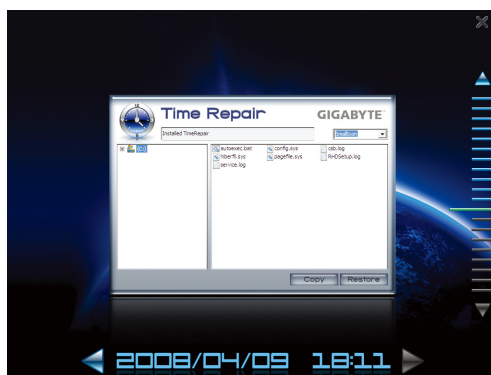 Time Repair
GIGABYTE
Installed TimeRepair
SmallIcon
autoexec.bat
config.sys
csb.log
hiberfil.sys
pagefile.sys
RHDSetup.log
service.log
Copy
Restore
2008/04/09 18:11